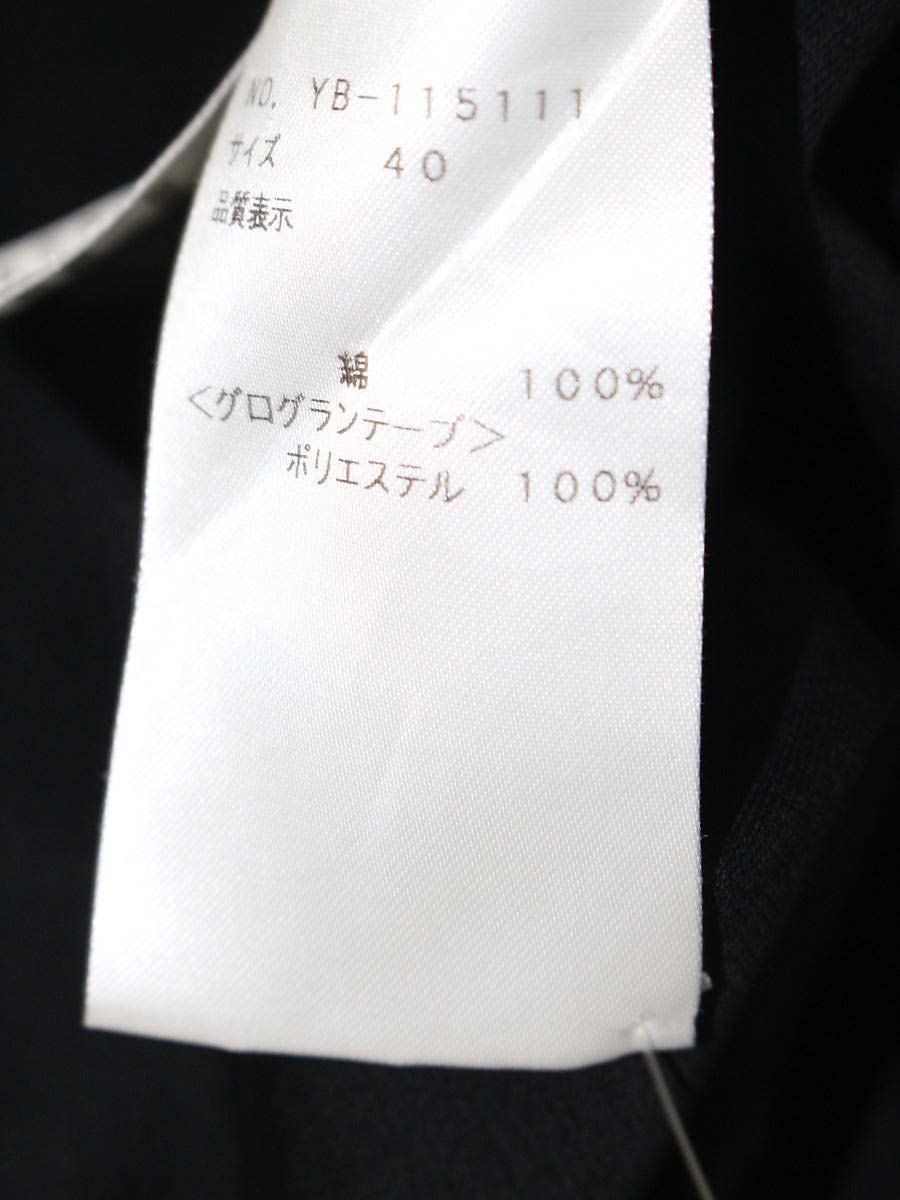 NO. YB-115111
サイズ 40
品質表示
綿 100%
<グログランテープ>
ポリエステル 100%